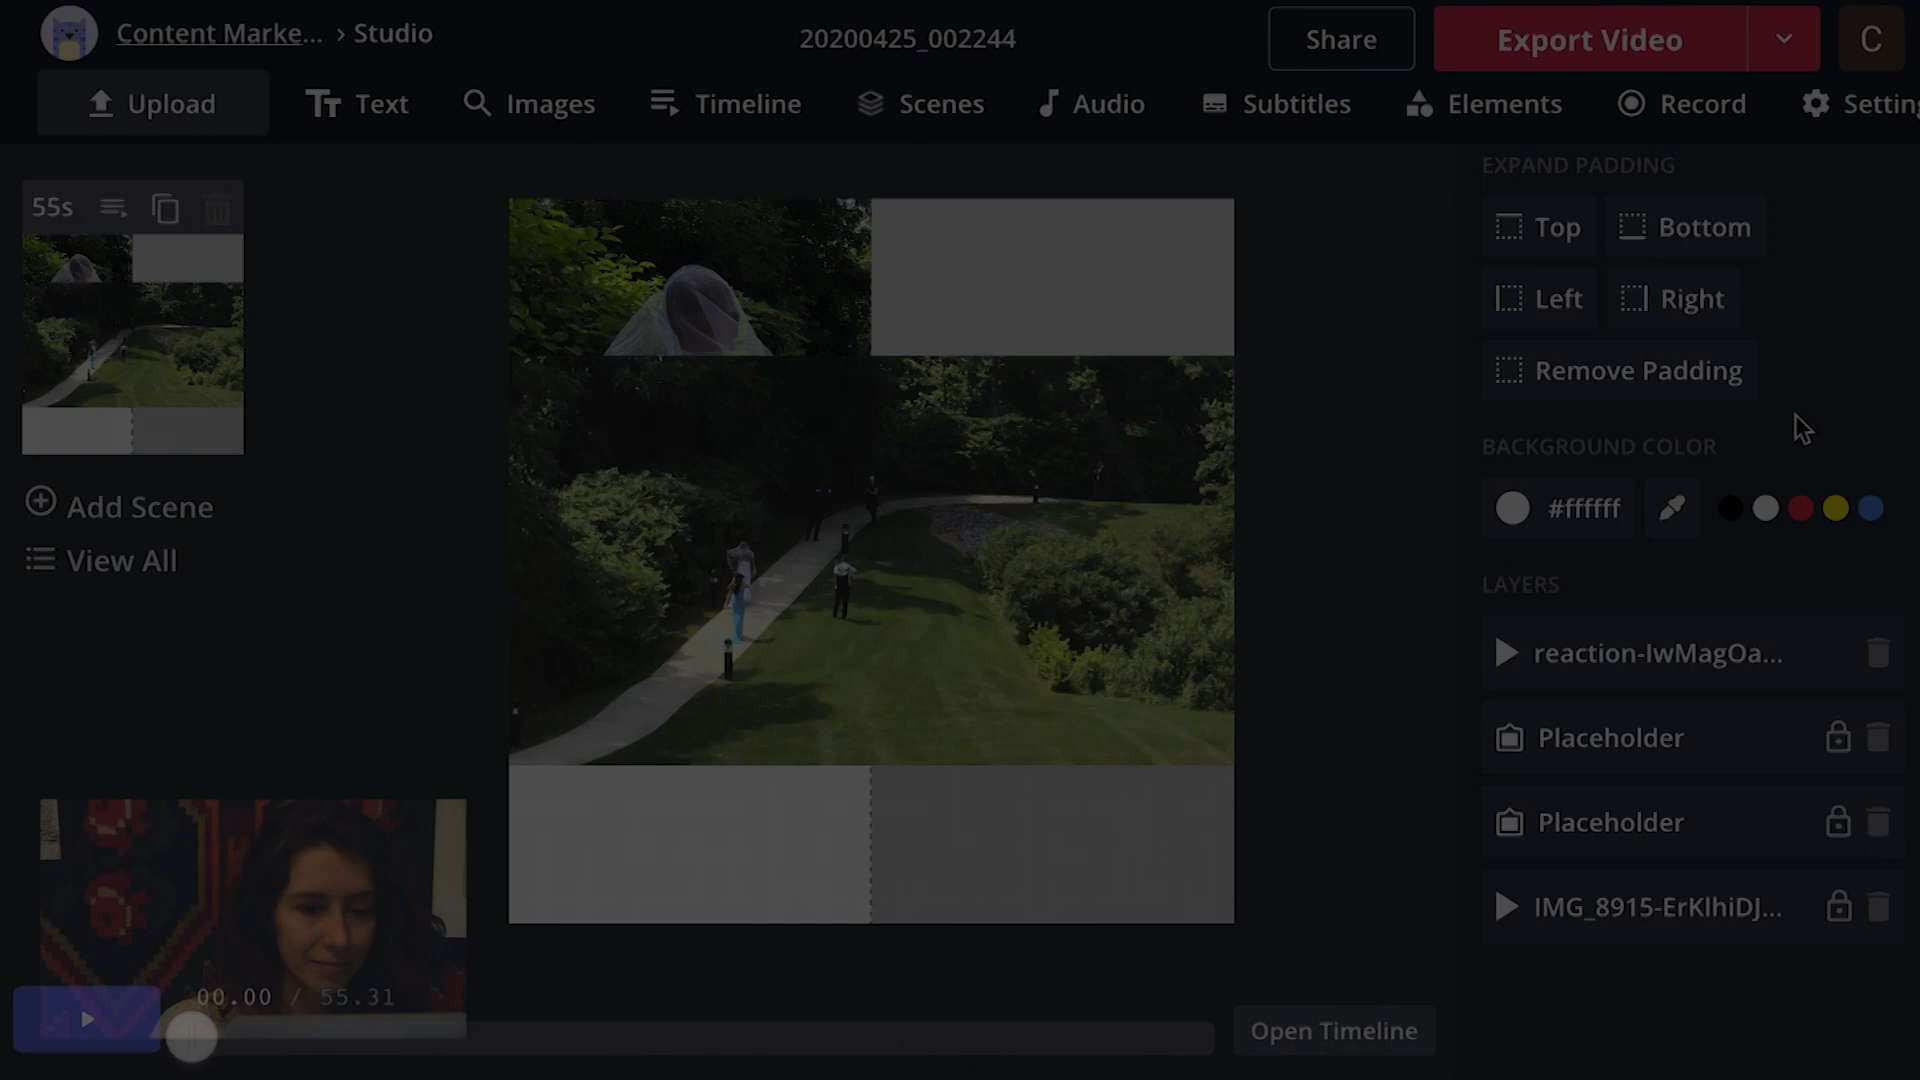 Content Marke... › Studio
20200425_002244
Share
Export Video
C
Upload
Text
Images
Timeline
Scenes
Audio
Subtitles
Elements
Record
Setting
55s
Add Scene
View All
EXPAND PADDING
Top
Bottom
Left
Right
Remove Padding
BACKGROUND COLOR
#ffffff
LAYERS
reaction-IwMagOa...
Placeholder
Placeholder
IMG_8915-ErKlhiDJ...
00.00 / 55.31
Open Timeline